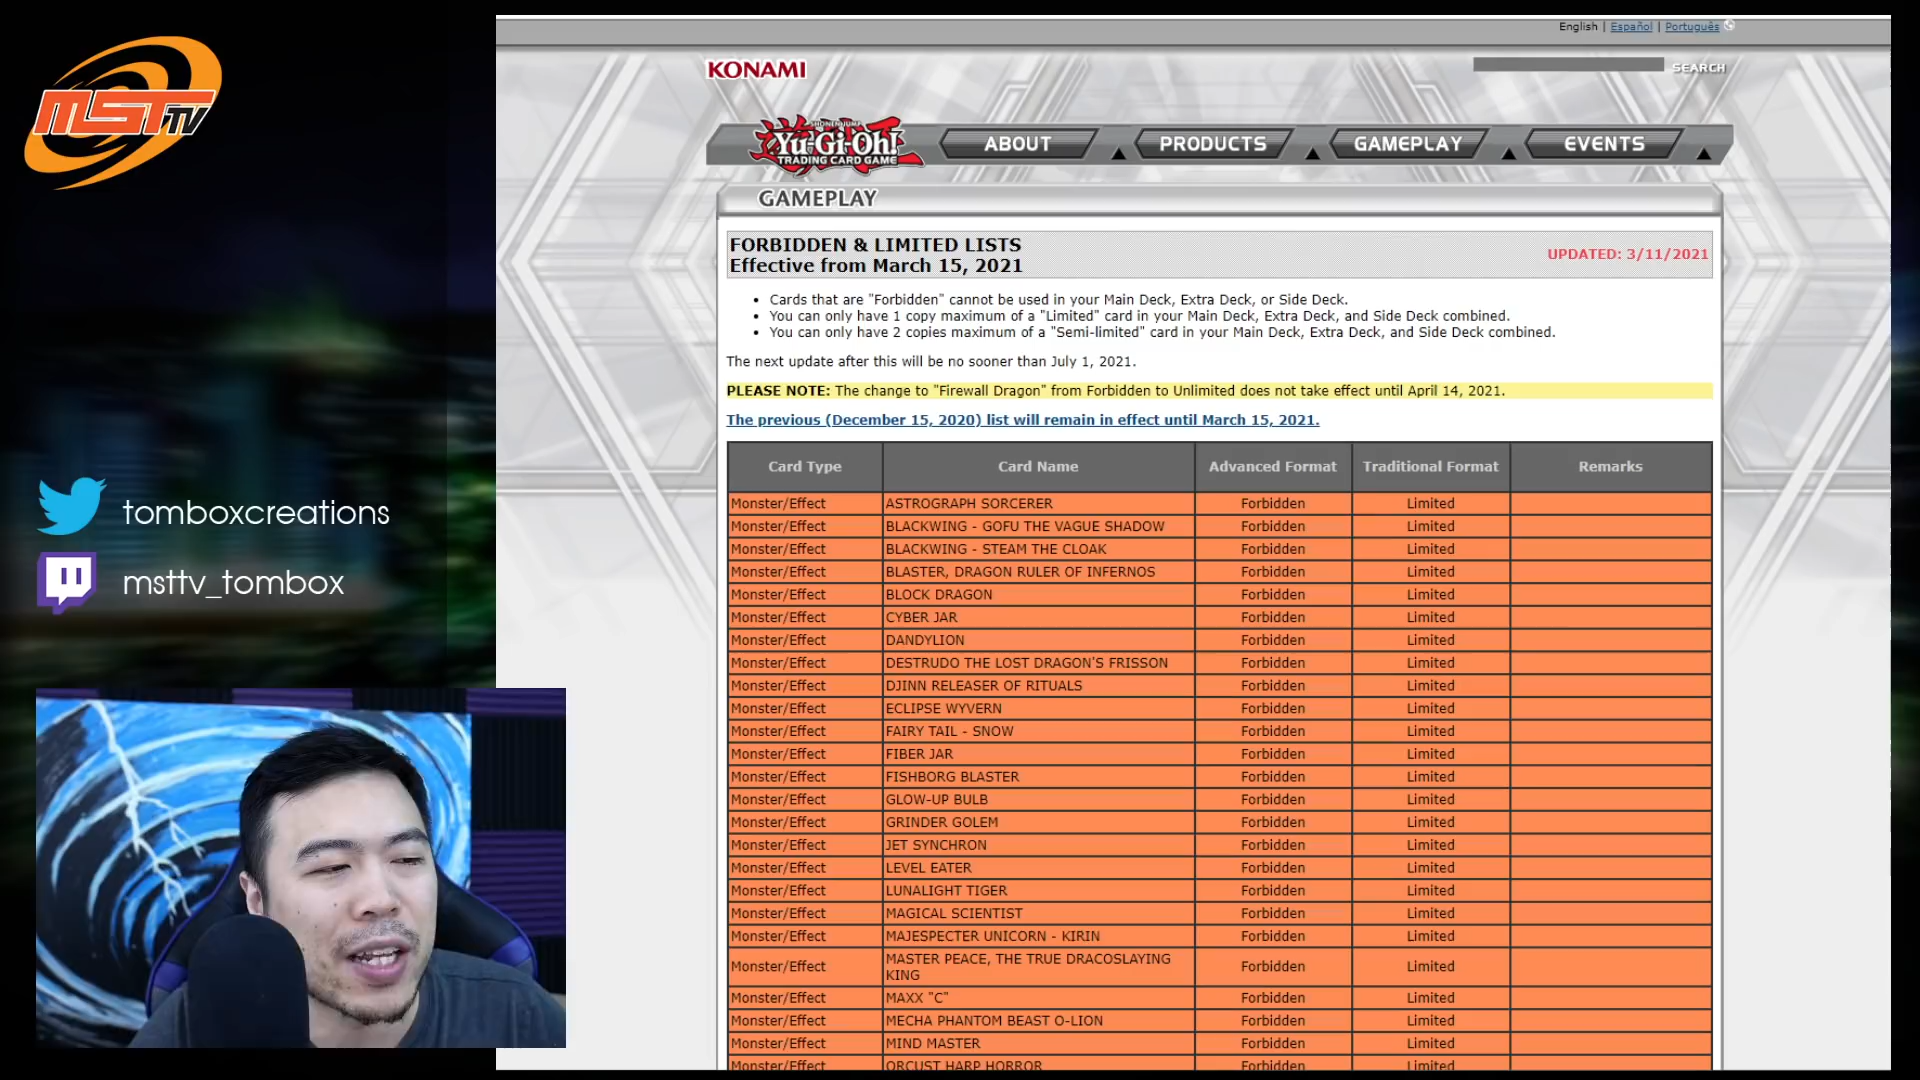 MST TV
tomboxcreations
msttv_tombox
English | Español | Português
KONAMI
SEARCH
SHONEN JUMP
Yu-Gi-Oh!
TRADING CARD GAME
ABOUT
PRODUCTS
GAMEPLAY
EVENTS
GAMEPLAY
FORBIDDEN & LIMITED LISTS
Effective from March 15, 2021
UPDATED: 3/11/2021
• Cards that are "Forbidden" cannot be used in your Main Deck, Extra Deck, or Side Deck.
• You can only have 1 copy maximum of a "Limited" card in your Main Deck, Extra Deck, and Side Deck combined.
• You can only have 2 copies maximum of a "Semi-limited" card in your Main Deck, Extra Deck, and Side Deck combined.
The next update after this will be no sooner than July 1, 2021.
PLEASE NOTE: The change to "Firewall Dragon" from Forbidden to Unlimited does not take effect until April 14, 2021.
The previous (December 15, 2020) list will remain in effect until March 15, 2021.
Card Type Card Name Advanced Format Traditional Format Remarks
Monster/Effect ASTROGRAPH SORCERER Forbidden Limited
Monster/Effect BLACKWING - GOFU THE VAGUE SHADOW Forbidden Limited
Monster/Effect BLACKWING - STEAM THE CLOAK Forbidden Limited
Monster/Effect BLASTER, DRAGON RULER OF INFERNOS Forbidden Limited
Monster/Effect BLOCK DRAGON Forbidden Limited
Monster/Effect CYBER JAR Forbidden Limited
Monster/Effect DANDYLION Forbidden Limited
Monster/Effect DESTRUDO THE LOST DRAGON'S FRISSON Forbidden Limited
Monster/Effect DJINN RELEASER OF RITUALS Forbidden Limited
Monster/Effect ECLIPSE WYVERN Forbidden Limited
Monster/Effect FAIRY TAIL - SNOW Forbidden Limited
Monster/Effect FIBER JAR Forbidden Limited
Monster/Effect FISHBORG BLASTER Forbidden Limited
Monster/Effect GLOW-UP BULB Forbidden Limited
Monster/Effect GRINDER GOLEM Forbidden Limited
Monster/Effect JET SYNCHRON Forbidden Limited
Monster/Effect LEVEL EATER Forbidden Limited
Monster/Effect LUNALIGHT TIGER Forbidden Limited
Monster/Effect MAGICAL SCIENTIST Forbidden Limited
Monster/Effect MAJESPECTER UNICORN - KIRIN Forbidden Limited
Monster/Effect MASTER PEACE, THE TRUE DRACOSLAYING KING Forbidden Limited
Monster/Effect MAXX "C" Forbidden Limited
Monster/Effect MECHA PHANTOM BEAST O-LION Forbidden Limited
Monster/Effect MIND MASTER Forbidden Limited
Monster/Effect ORCUST HARP HORROR Forbidden Limited